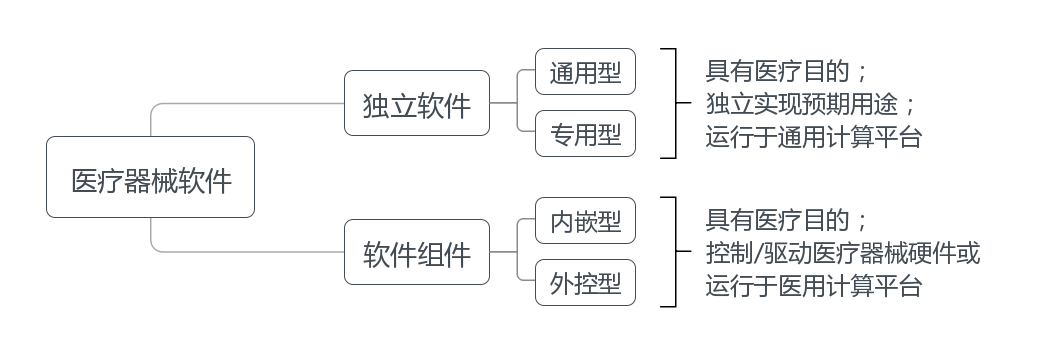 医疗器械软件
独立软件
通用型
专用型
具有医疗目的；
独立实现预期用途；
运行于通用计算平台
软件组件
内嵌型
外控型
具有医疗目的；
控制/驱动医疗器械硬件或
运行于医用计算平台